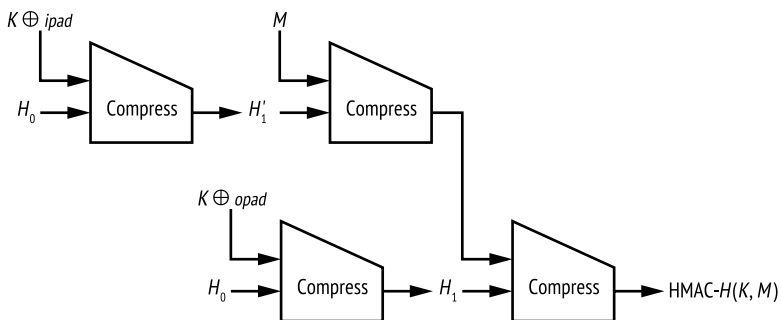 K ⊕ ipad
M
H₀
Compress
H′₁
Compress
K ⊕ opad
H₀
Compress
H₁
Compress
HMAC-H(K, M)